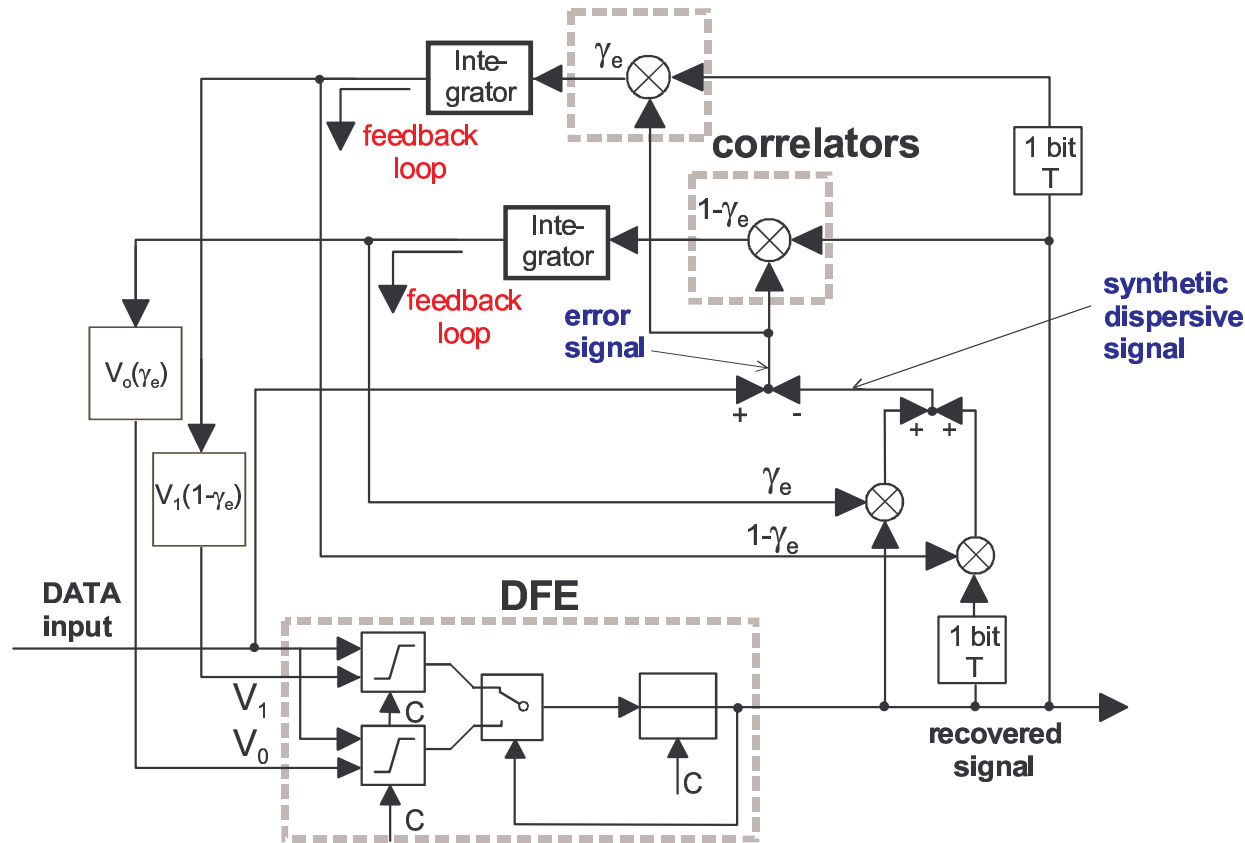 Inte-
grator
γe
feedback
loop
correlators
1 bit
T
Inte-
grator
1-γe
feedback
loop
error
signal
synthetic
dispersive
signal
Vo(γe)
+
-
+
+
V1(1-γe)
γe
1-γe
DATA
input
DFE
1 bit
T
V1
C
V0
C
C
recovered
signal